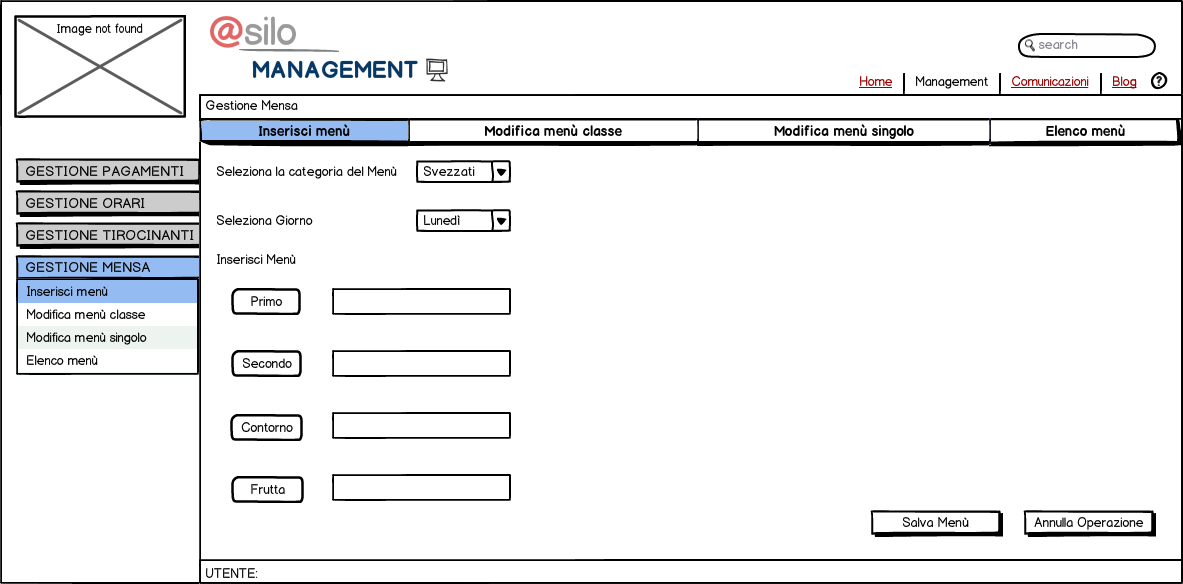 Image not found
@silo
MANAGEMENT
search
Home
Management
Comunicazioni
Blog
?
Gestione Mensa
Inserisci menù
Modifica menù classe
Modifica menù singolo
Elenco menù
GESTIONE PAGAMENTI
GESTIONE ORARI
GESTIONE TIROCINANTI
GESTIONE MENSA
Inserisci menù
Modifica menù classe
Modifica menù singolo
Elenco menù
Seleziona la categoria del Menù
Svezzati
Seleziona Giorno
Lunedì
Inserisci Menù
Primo
Secondo
Contorno
Frutta
Salva Menù
Annulla Operazione
UTENTE: